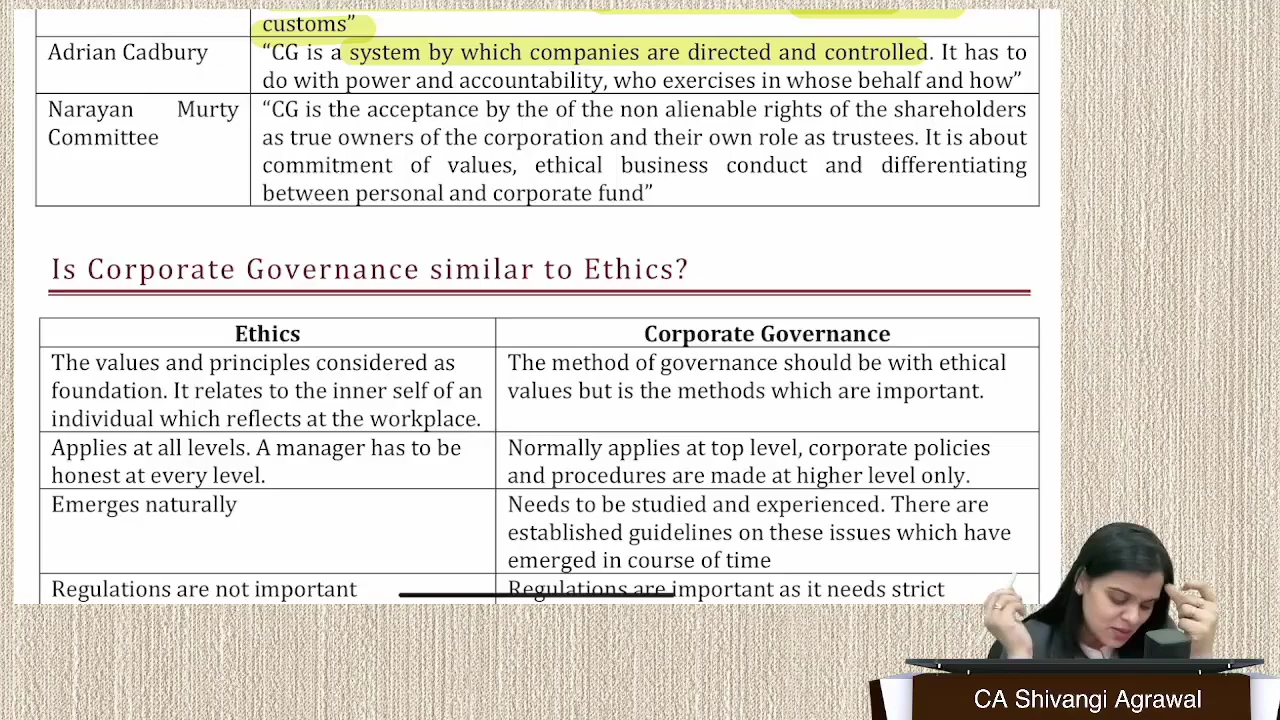 customs”
Adrian Cadbury
“CG is a system by which companies are directed and controlled. It has to
do with power and accountability, who exercises in whose behalf and how”
Narayan Murty
Committee
“CG is the acceptance by the of the non alienable rights of the shareholders
as true owners of the corporation and their own role as trustees. It is about
commitment of values, ethical business conduct and differentiating
between personal and corporate fund”
Is Corporate Governance similar to Ethics?
Ethics
Corporate Governance
The values and principles considered as
foundation. It relates to the inner self of an
individual which reflects at the workplace.
The method of governance should be with ethical
values but is the methods which are important.
Applies at all levels. A manager has to be
honest at every level.
Normally applies at top level, corporate policies
and procedures are made at higher level only.
Emerges naturally
Needs to be studied and experienced. There are
established guidelines on these issues which have
emerged in course of time
Regulations are not important
Regulations are important as it needs strict
CA Shivangi Agrawal